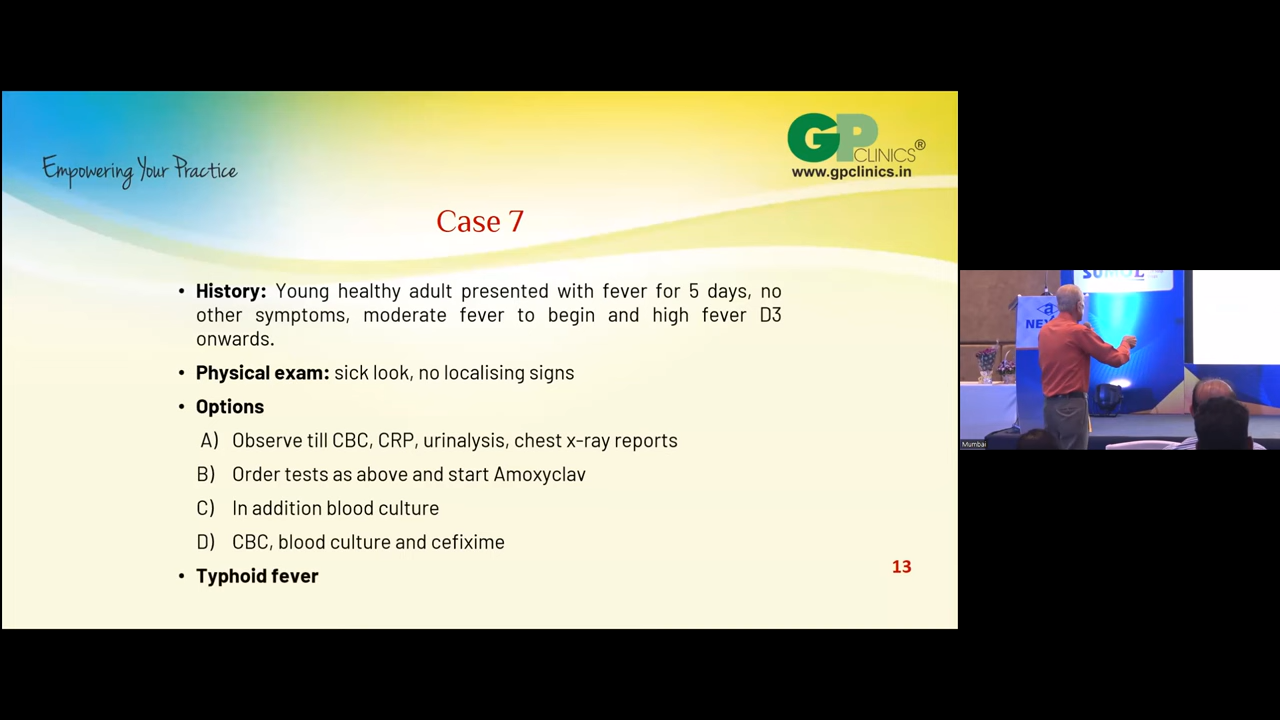 Empowering Your Practice
GP
CLINICS®
www.gpclinics.in
Case 7
• History: Young healthy adult presented with fever for 5 days, no
other symptoms, moderate fever to begin and high fever D3
onwards.
• Physical exam: sick look, no localising signs
• Options
A) Observe till CBC, CRP, urinalysis, chest x-ray reports
B) Order tests as above and start Amoxyclav
C) In addition blood culture
D) CBC, blood culture and cefixime
• Typhoid fever
13
Mumbai